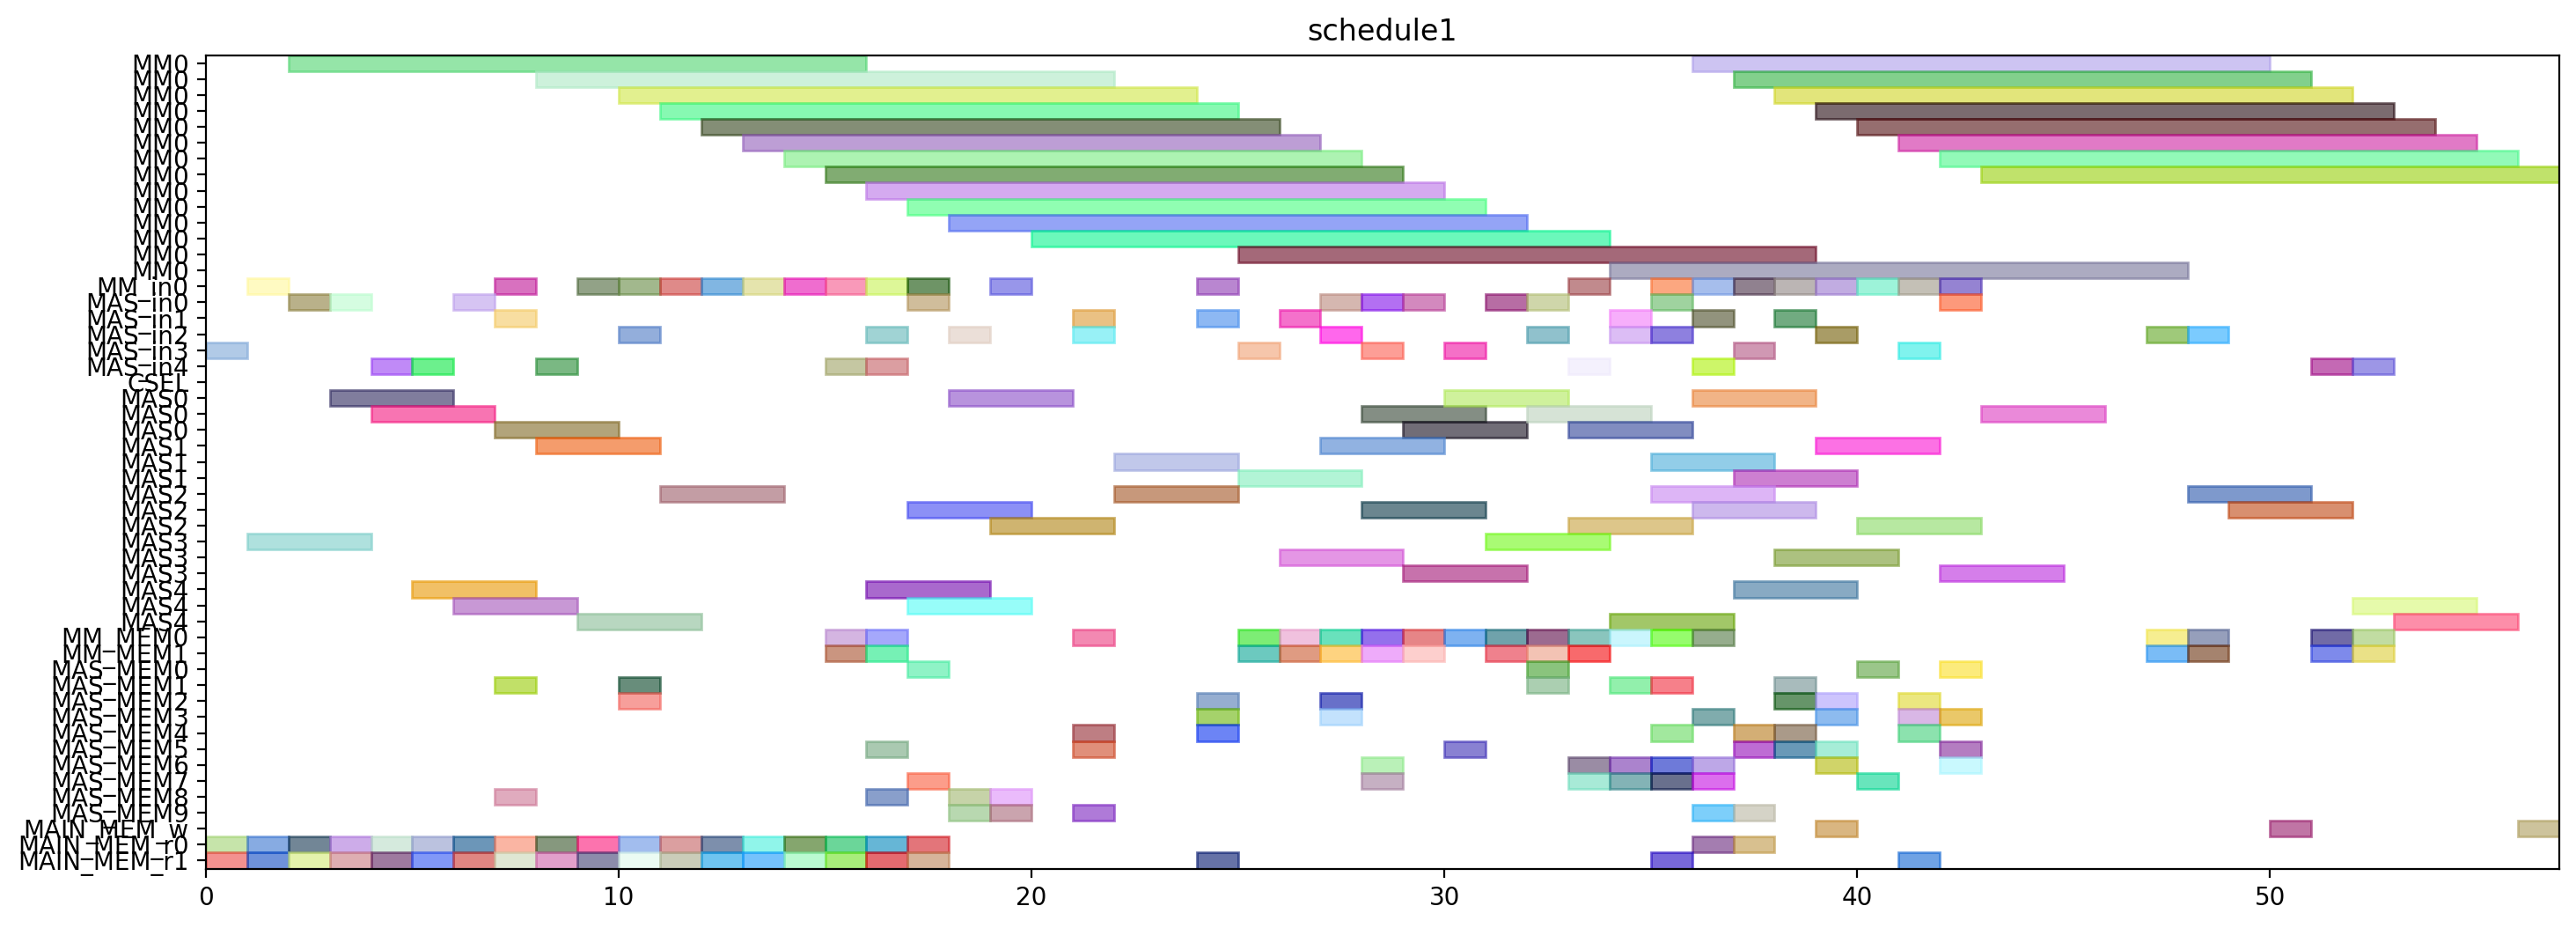 schedule1
MM0
MM0
MM0
MM0
MM0
MM0
MM0
MM0
MM0
MM0
MM0
MM0
MM0
MM0
MM_in0
MAS_in0
MAS_in1
MAS_in2
MAS_in3
MAS_in4
CSEL
MAS0
MAS0
MAS0
MAS1
MAS1
MAS1
MAS2
MAS2
MAS2
MAS3
MAS3
MAS3
MAS4
MAS4
MAS4
MM_MEM0
MM_MEM1
MAS_MEM0
MAS_MEM1
MAS_MEM2
MAS_MEM3
MAS_MEM4
MAS_MEM5
MAS_MEM6
MAS_MEM7
MAS_MEM8
MAS_MEM9
MAIN_MEM_w
MAIN_MEM_r0
MAIN_MEM_r1
0 10 20 30 40 50